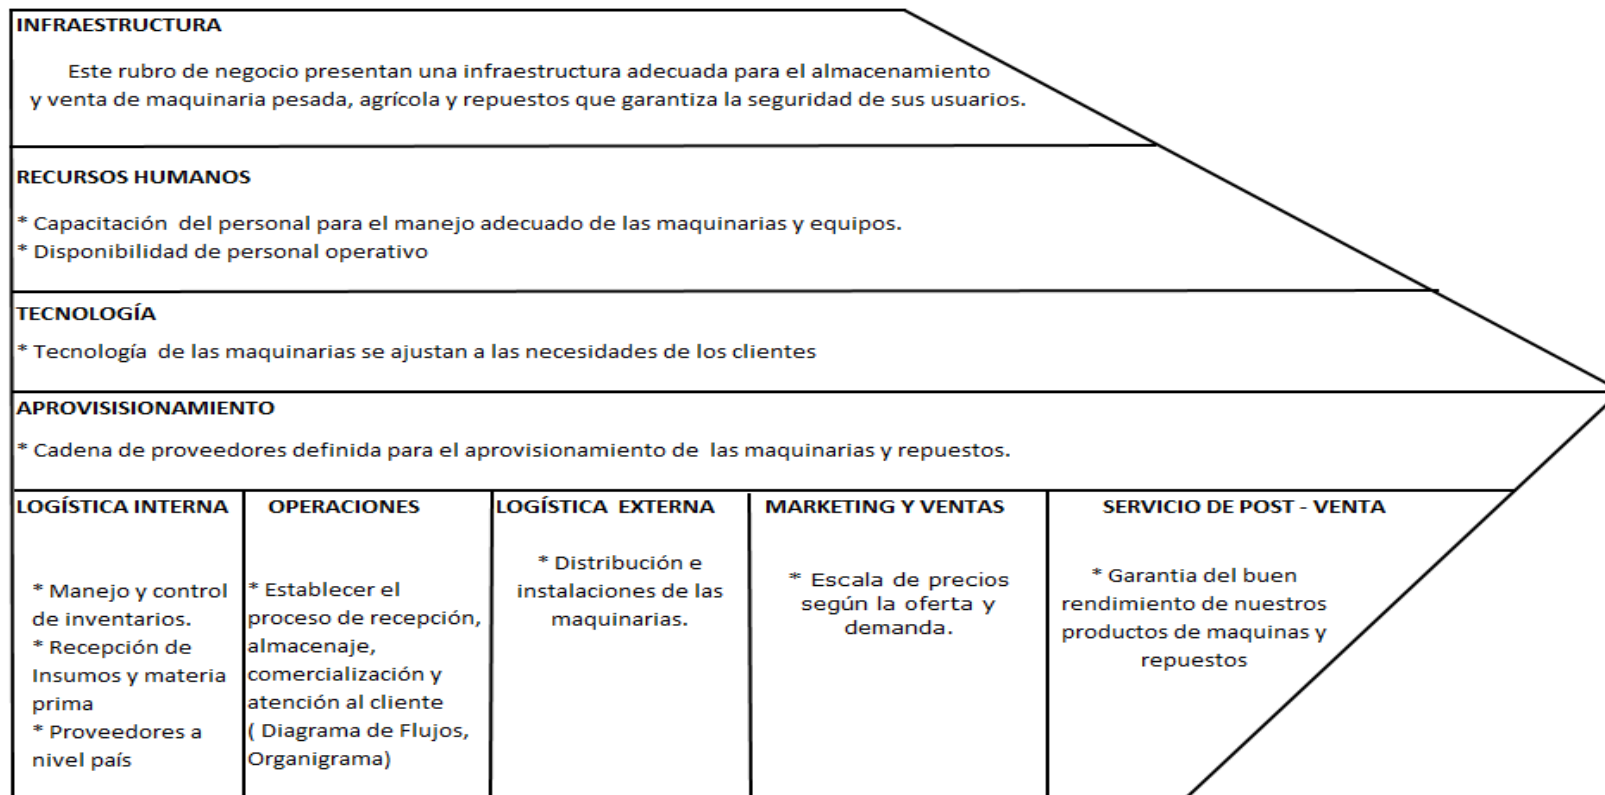 INFRAESTRUCTURA
Este rubro de negocio presentan una infraestructura adecuada para el almacenamiento
y venta de maquinaria pesada, agrícola y repuestos que garantiza la seguridad de sus usuarios.
RECURSOS HUMANOS
* Capacitación del personal para el manejo adecuado de las maquinarias y equipos.
* Disponibilidad de personal operativo
TECNOLOGÍA
* Tecnología de las maquinarias se ajustan a las necesidades de los clientes
APROVISISIONAMIENTO
* Cadena de proveedores definida para el aprovisionamiento de las maquinarias y repuestos.
LOGÍSTICA INTERNA
* Manejo y control
de inventarios.
* Recepción de
Insumos y materia
prima
* Proveedores a
nivel país
OPERACIONES
* Establecer el
proceso de recepción,
almacenaje,
comercialización y
atención al cliente
( Diagrama de Flujos,
Organigrama)
LOGÍSTICA EXTERNA
* Distribución e
instalaciones de las
maquinarias.
MARKETING Y VENTAS
* Escala de precios
según la oferta y
demanda.
SERVICIO DE POST - VENTA
* Garantia del buen
rendimiento de nuestros
productos de maquinas y
repuestos